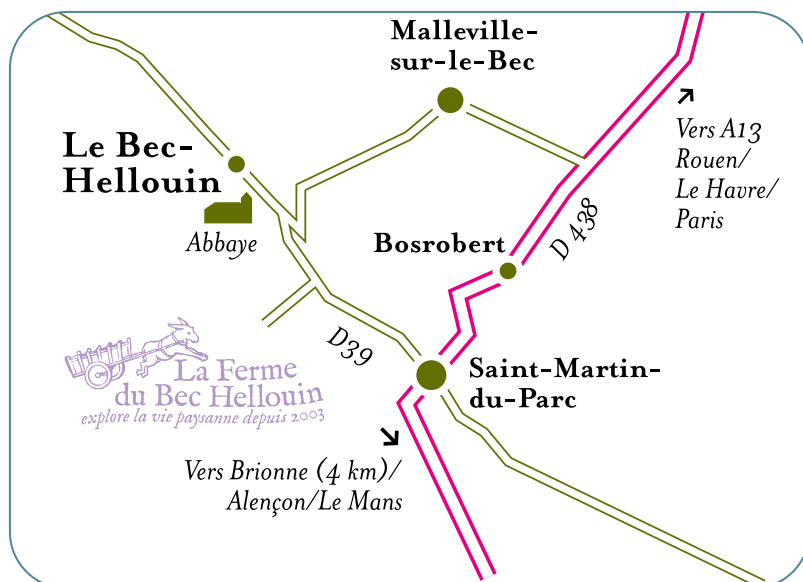 Malleville-
sur-le-Bec
Le Bec-
Hellouin
Abbaye
Vers A13
Rouen/
Le Havre/
Paris
D 438
Bosrobert
D39
La Ferme
du Bec Hellouin
explore la vie paysanne depuis 2003
Saint-Martin-
du-Parc
Vers Brionne (4 km)/
Alençon/Le Mans